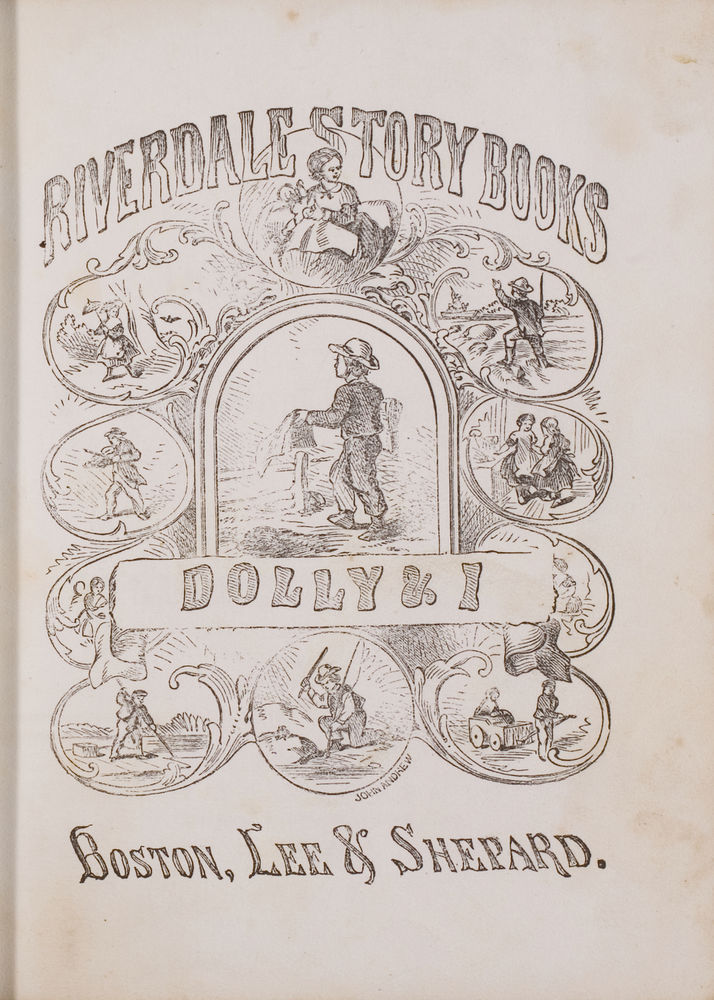 RIVERDALE STORY BOOKS
DOLLY & I
JOHN ANDREW
BOSTON, LEE & SHEPARD.